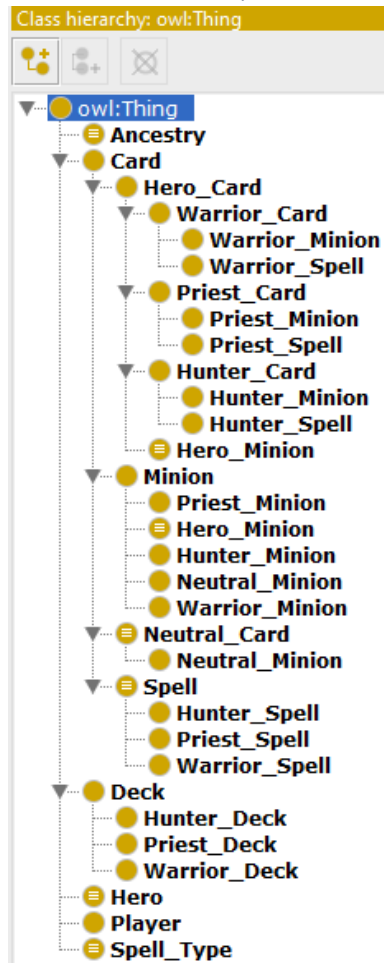 Class hierarchy: owl:Thing
owl:Thing
Ancestry
Card
Hero_Card
Warrior_Card
Warrior_Minion
Warrior_Spell
Priest_Card
Priest_Minion
Priest_Spell
Hunter_Card
Hunter_Minion
Hunter_Spell
Hero_Minion
Minion
Priest_Minion
Hero_Minion
Hunter_Minion
Neutral_Minion
Warrior_Minion
Neutral_Card
Neutral_Minion
Spell
Hunter_Spell
Priest_Spell
Warrior_Spell
Deck
Hunter_Deck
Priest_Deck
Warrior_Deck
Hero
Player
Spell_Type